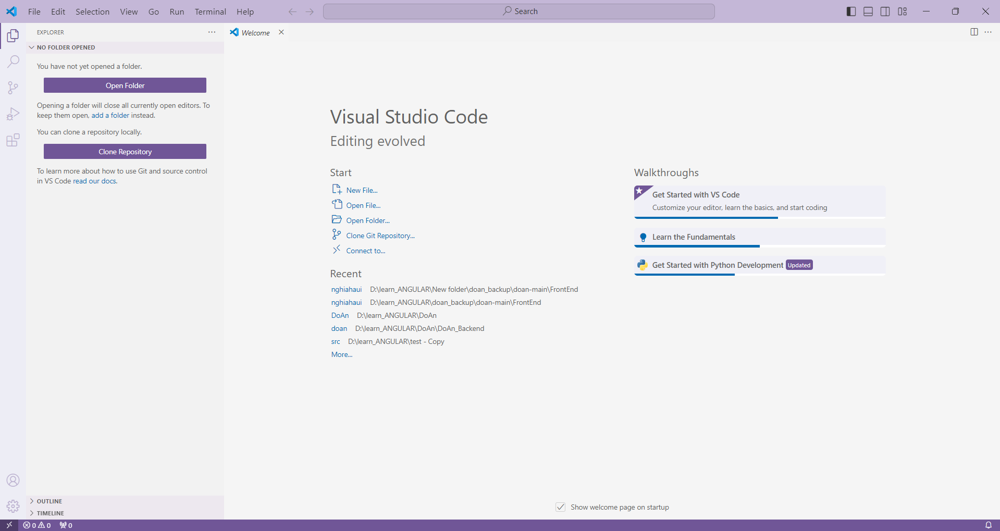 File Edit Selection View Go Run Terminal Help
Search
EXPLORER
NO FOLDER OPENED
You have not yet opened a folder.
Open Folder
Opening a folder will close all currently open editors. To
keep them open, add a folder instead.
You can clone a repository locally.
Clone Repository
To learn more about how to use Git and source control
in VS Code read our docs.
OUTLINE
TIMELINE
Welcome
Visual Studio Code
Editing evolved
Start
New File...
Open File...
Open Folder...
Clone Git Repository...
Connect to...
Recent
nghiahaui D:\learn_ANGULAR\New folder\doan_backup\doan-main\FrontEnd
nghiahaui D:\learn_ANGULAR\doan_backup\doan-main\FrontEnd
DoAn D:\learn_ANGULAR\DoAn
doan D:\learn_ANGULAR\DoAn\DoAn_Backend
src D:\learn_ANGULAR\test - Copy
More...
Walkthroughs
Get Started with VS Code
Customize your editor, learn the basics, and start coding
Learn the Fundamentals
Get Started with Python Development Updated
Show welcome page on startup
0 0 0